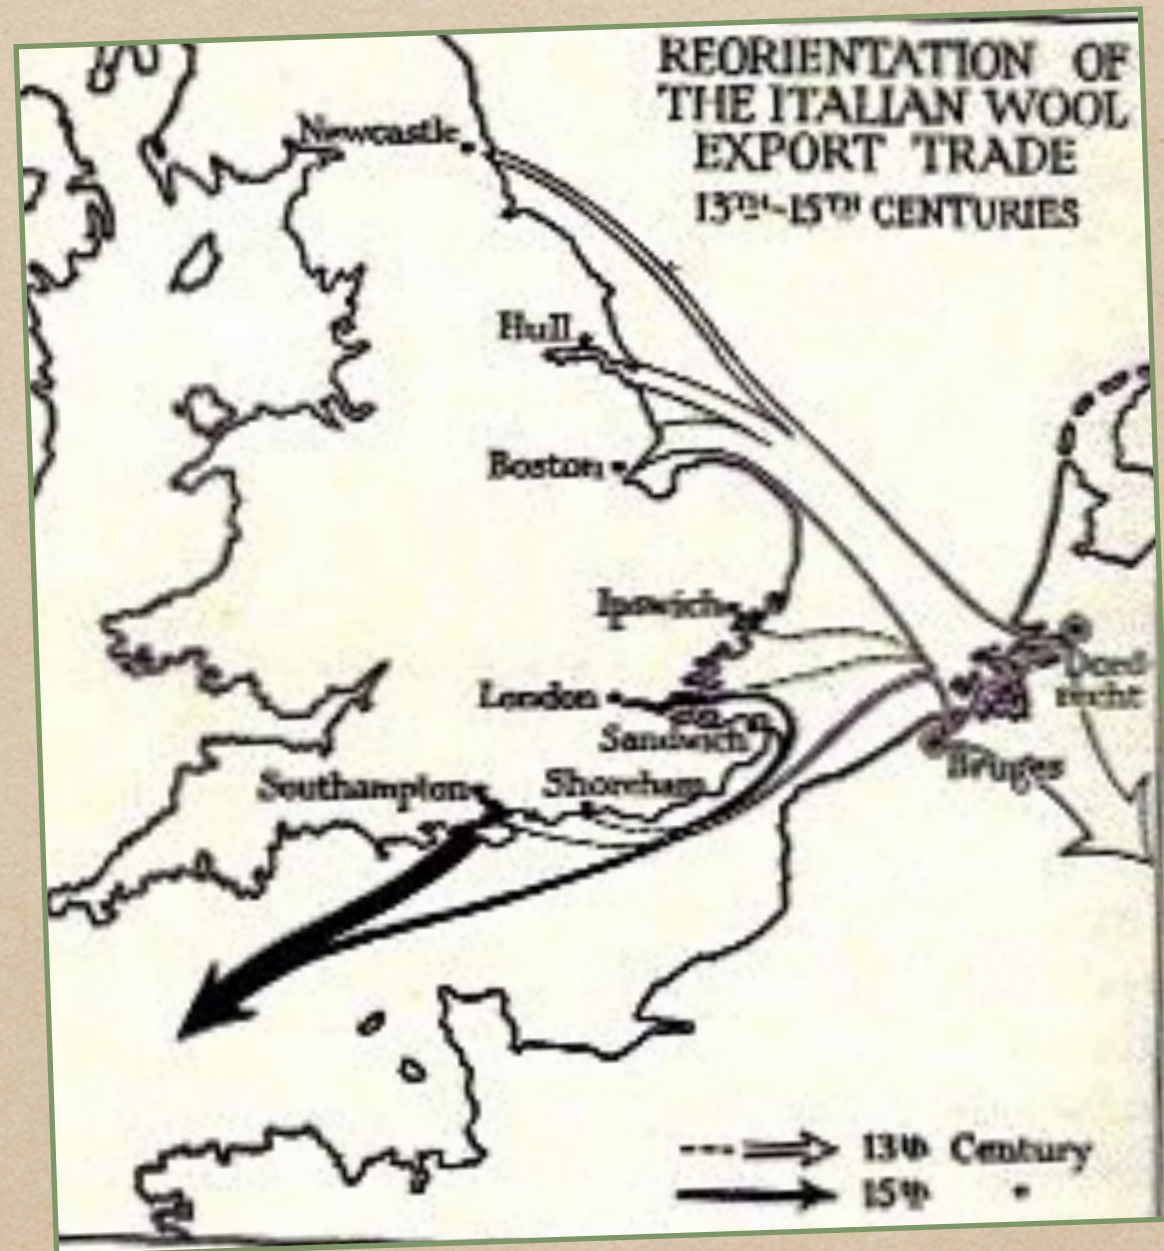 REORIENTATION OF
THE ITALIAN WOOL
EXPORT TRADE
13TH-15TH CENTURIES
Newcastle
Hull
Boston
Ipswich
London
Dord-
recht
Sandwich
Bruges
Southampton
Shoreham
13th Century
15th "